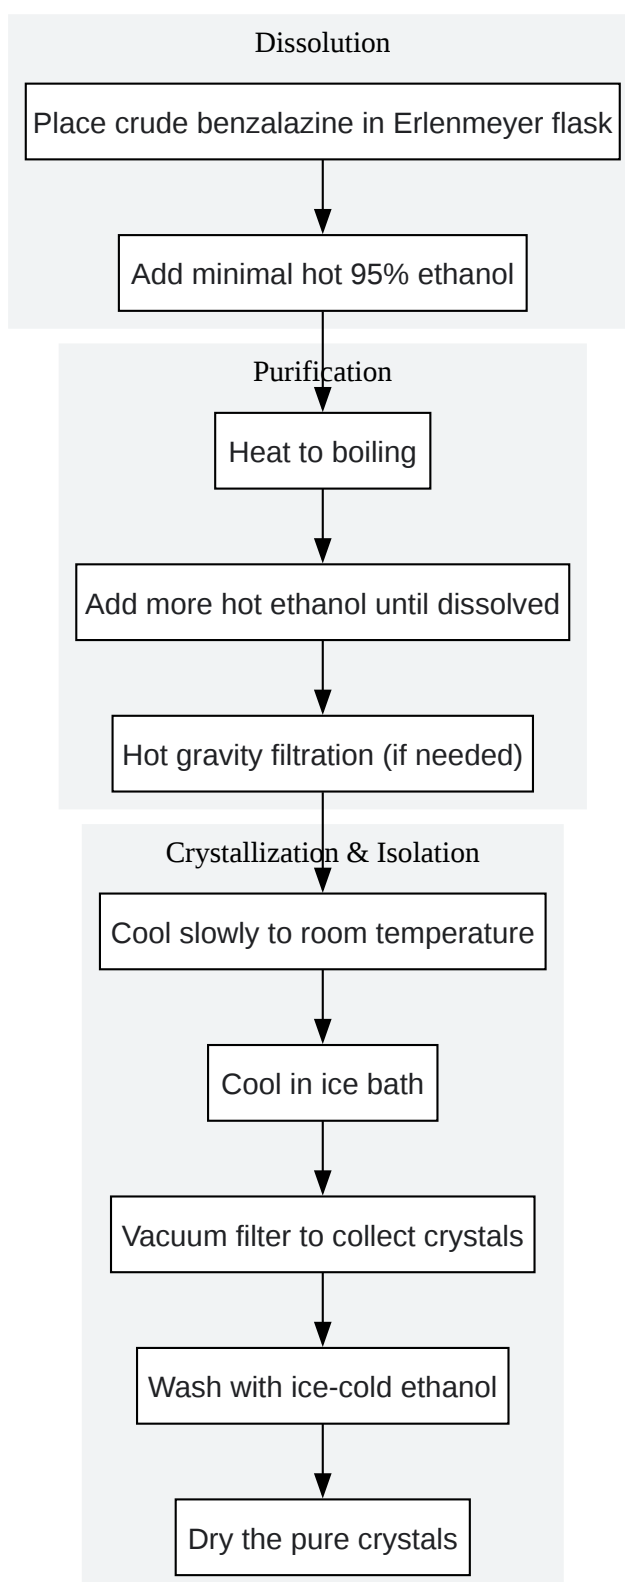 Dissolution
Place crude benzalazine in Erlenmeyer flask
Add minimal hot 95% ethanol
Purification
Heat to boiling
Add more hot ethanol until dissolved
Hot gravity filtration (if needed)
Crystallization & Isolation
Cool slowly to room temperature
Cool in ice bath
Vacuum filter to collect crystals
Wash with ice-cold ethanol
Dry the pure crystals